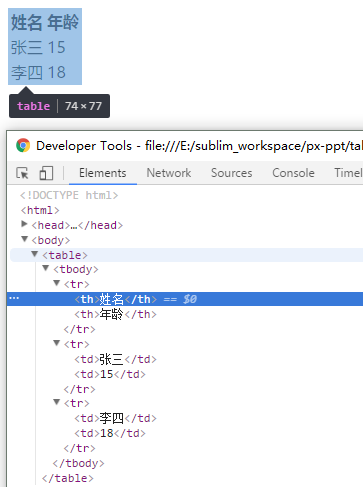 姓名 年龄
张三 15
李四 18
table 74 × 77
Developer Tools - file:///E:/sublim_workspace/px-ppt/tab
Elements Network Sources Console Timeli
<!DOCTYPE html>
<html>
<head>…</head>
<body>
<table>
<tbody>
<tr>
<th>姓名</th> == $0
<th>年龄</th>
</tr>
<tr>
<td>张三</td>
<td>15</td>
</tr>
<tr>
<td>李四</td>
<td>18</td>
</tr>
</tbody>
</table>